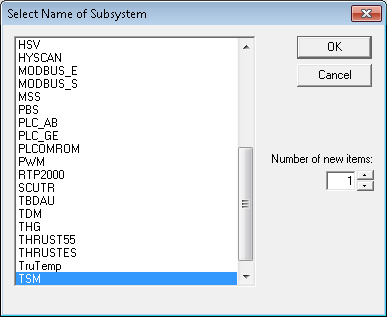 Select Name of Subsystem
HSV
HYSCAN
MODBUS_E
MODBUS_S
MSS
PBS
PLC_AB
PLC_GE
PLCOMROM
PWM
RTP2000
SCUTR
TBDAU
TDM
THG
THRUST55
THRUSTES
TruTemp
TSM
OK
Cancel
Number of new items:
1